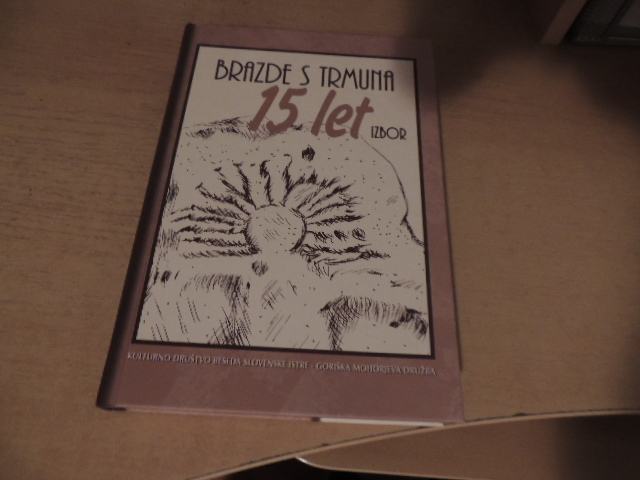 BRAZDE S TRMUNA
15 let
IZBOR
KULTURNO DRUŠTVO BESEDA SLOVENSKE ISTRE - GORIŠKA MOHORJEVA DRUŽBA